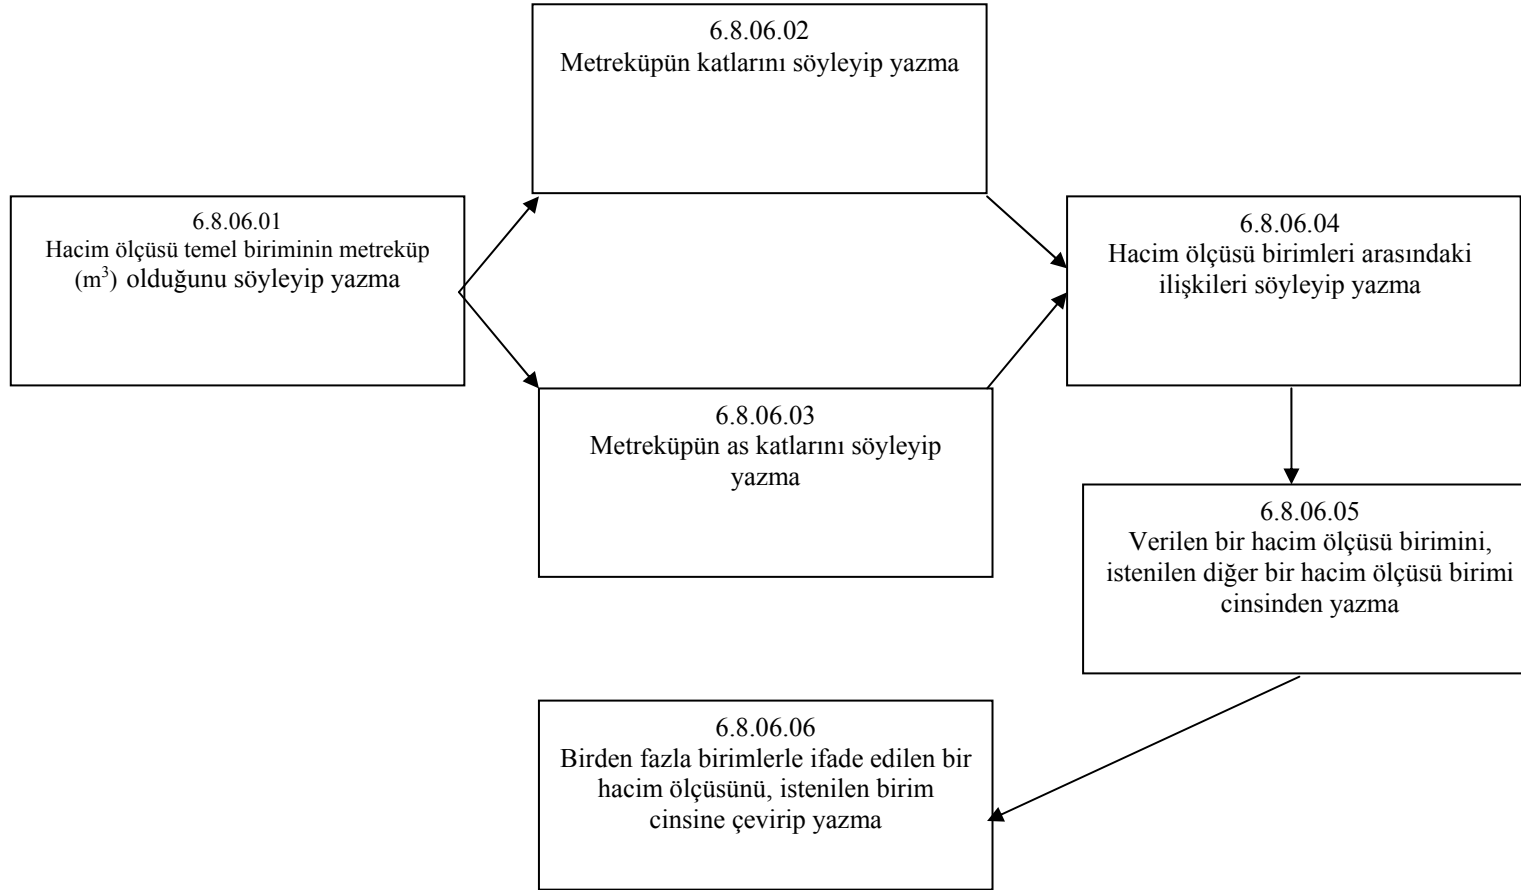 6.8.06.02
Metreküpün katlarını söyleyip yazma
6.8.06.01
Hacim ölçüsü temel biriminin metreküp
(m³) olduğunu söyleyip yazma
6.8.06.04
Hacim ölçüsü birimleri arasındaki
ilişkileri söyleyip yazma
6.8.06.03
Metreküpün as katlarını söyleyip
yazma
6.8.06.05
Verilen bir hacim ölçüsü birimini,
istenilen diğer bir hacim ölçüsü birimi
cinsinden yazma
6.8.06.06
Birden fazla birimlerle ifade edilen bir
hacim ölçüsünü, istenilen birim
cinsine çevirip yazma